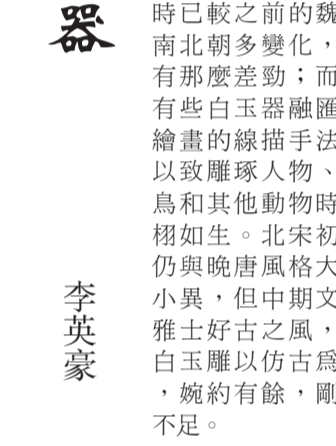 器
李英豪
時已較之前的魏
南北朝多變化，
有那麼差勁；而
有些白玉器融匯
繪畫的線描手法
以致雕琢人物、
鳥和其他動物時
栩如生。北宋初
仍與晚唐風格大
小異，但中期文
雅士好古之風，
白玉雕以仿古爲
，婉約有餘，剛
不足。